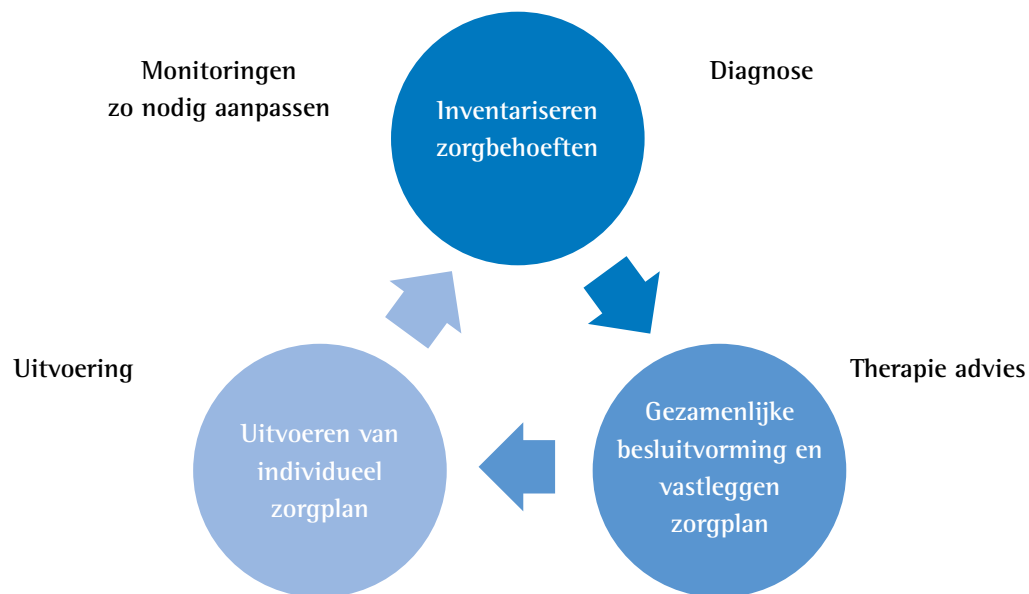 Monitoringen
zo nodig aanpassen
Diagnose
Inventariseren
zorgbehoeften
Uitvoering
Therapie advies
Uitvoeren van
individueel
zorgplan
Gezamenlijke
besluitvorming en
vastleggen
zorgplan